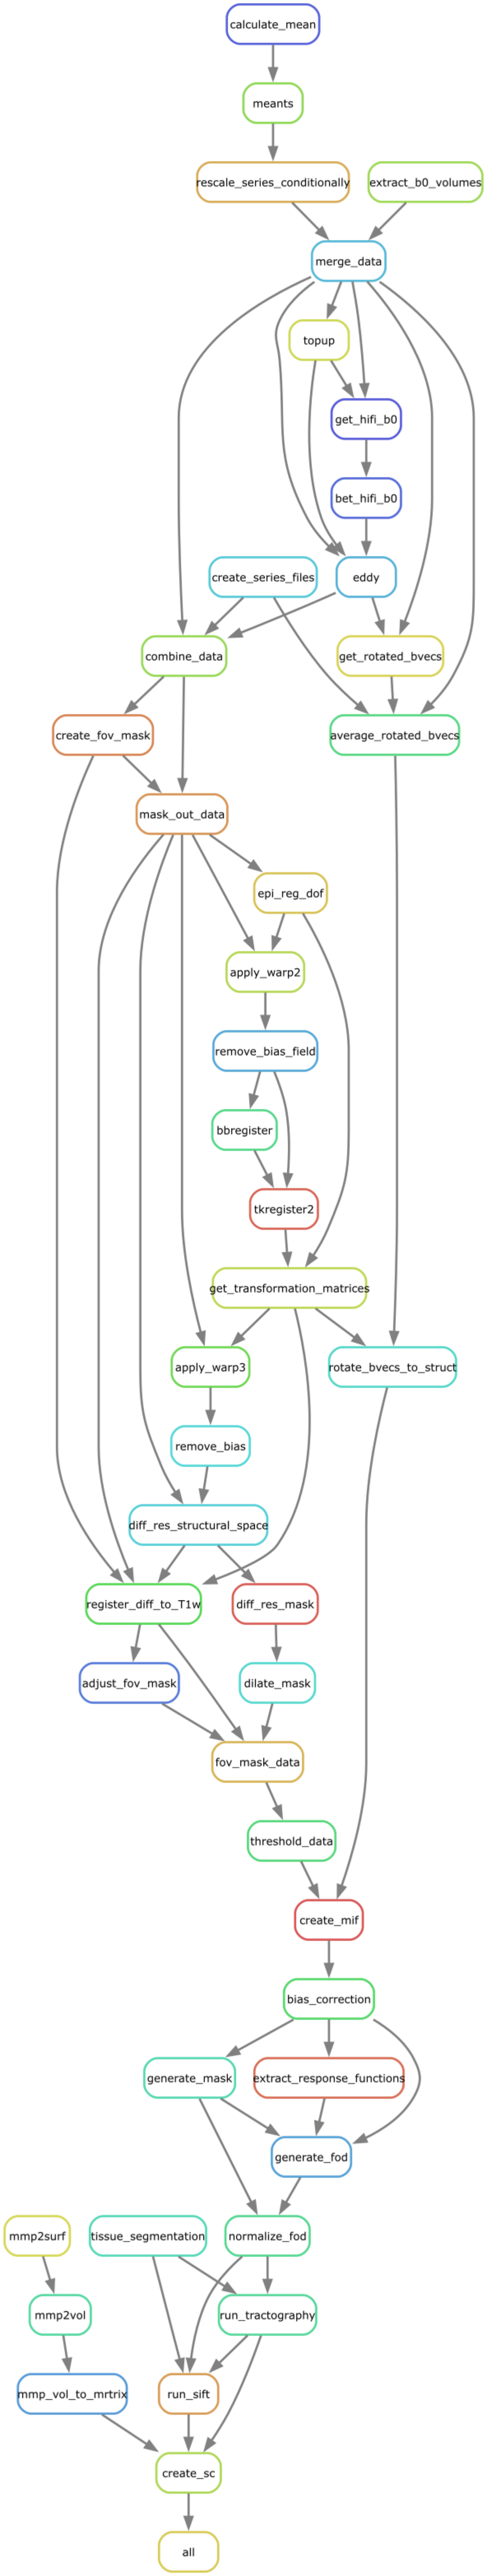 calculate_mean
meants
rescale_series_conditionally
extract_b0_volumes
merge_data
topup
get_hifi_b0
bet_hifi_b0
create_series_files
eddy
combine_data
get_rotated_bvecs
create_fov_mask
average_rotated_bvecs
mask_out_data
epi_reg_dof
apply_warp2
remove_bias_field
bbregister
tkregister2
get_transformation_matrices
apply_warp3
rotate_bvecs_to_struct
remove_bias
diff_res_structural_space
register_diff_to_T1w
diff_res_mask
adjust_fov_mask
dilate_mask
fov_mask_data
threshold_data
create_mif
bias_correction
generate_mask
extract_response_functions
generate_fod
mmp2surf
tissue_segmentation
normalize_fod
mmp2vol
run_tractography
mmp_vol_to_mrtrix
run_sift
create_sc
all